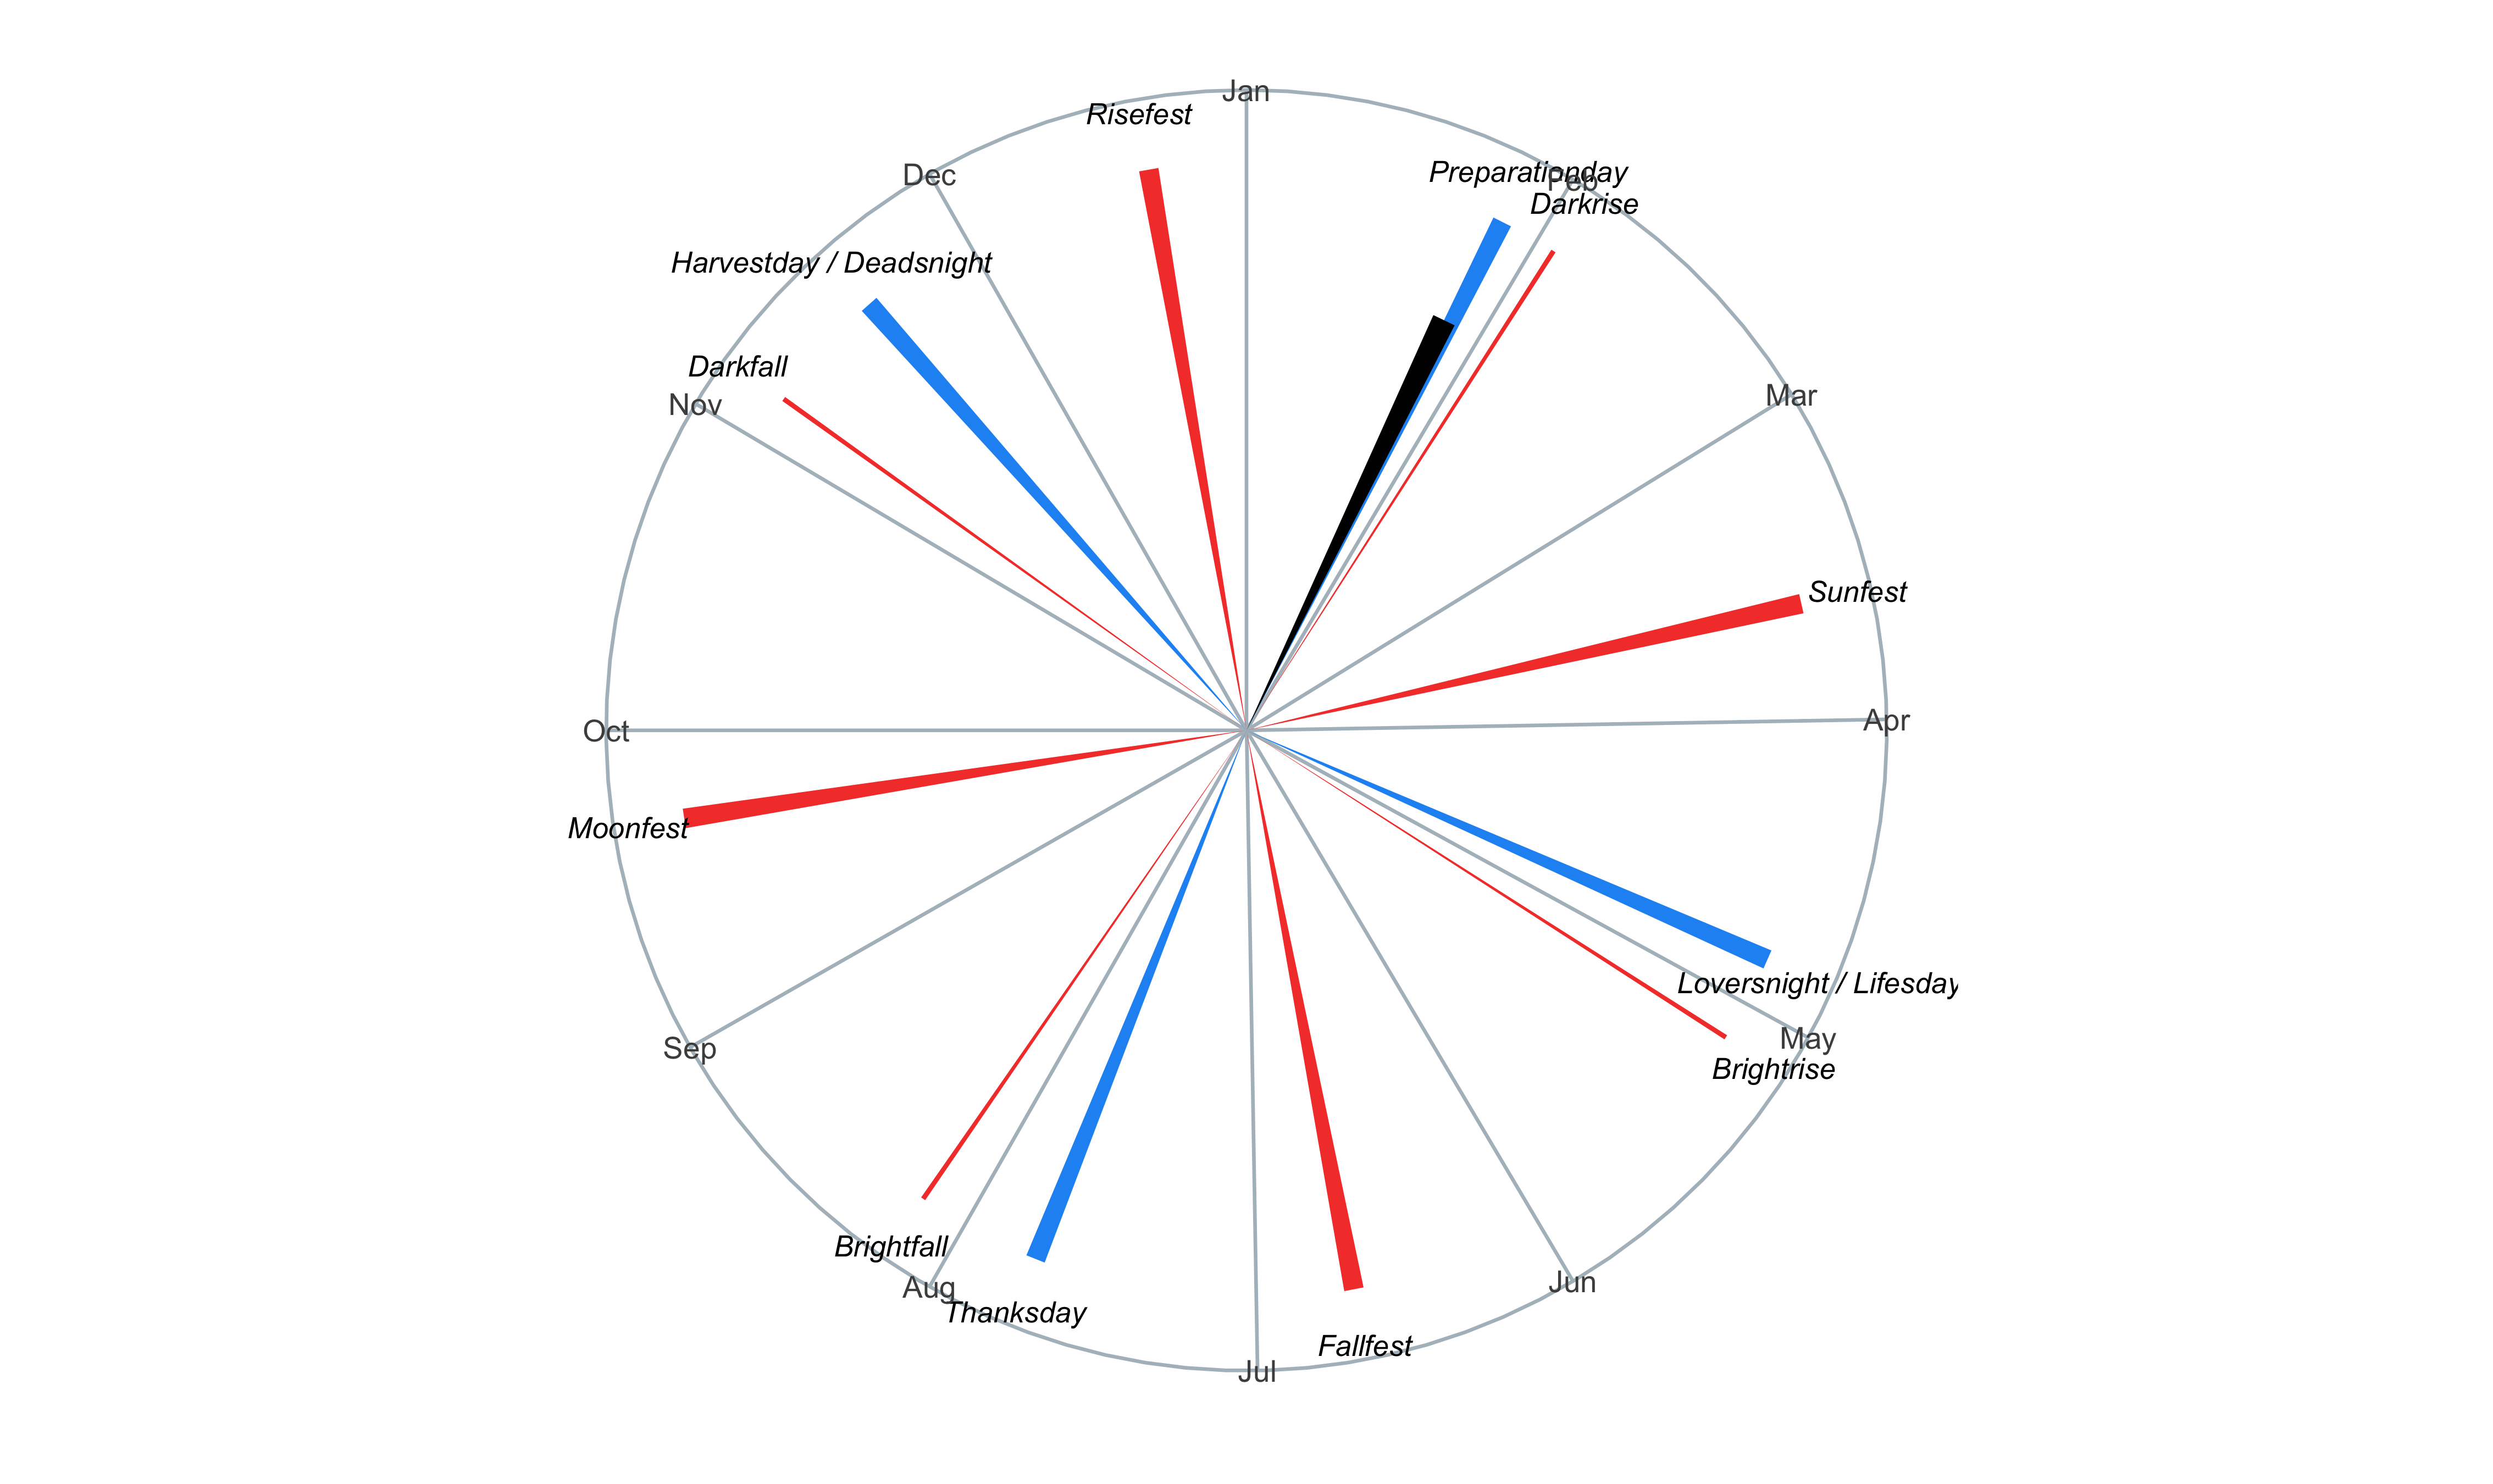 Jan
Risefest
Preparationday
Dec
Feb
Darkrise
Harvestday / Deadsnight
Darkfall
Nov
Mar
Sunfest
Oct
Apr
Moonfest
Loversnight / Lifesday
Sep
May
Brightrise
Brightfall
Aug
Jun
Thanksday
Fallfest
Jul